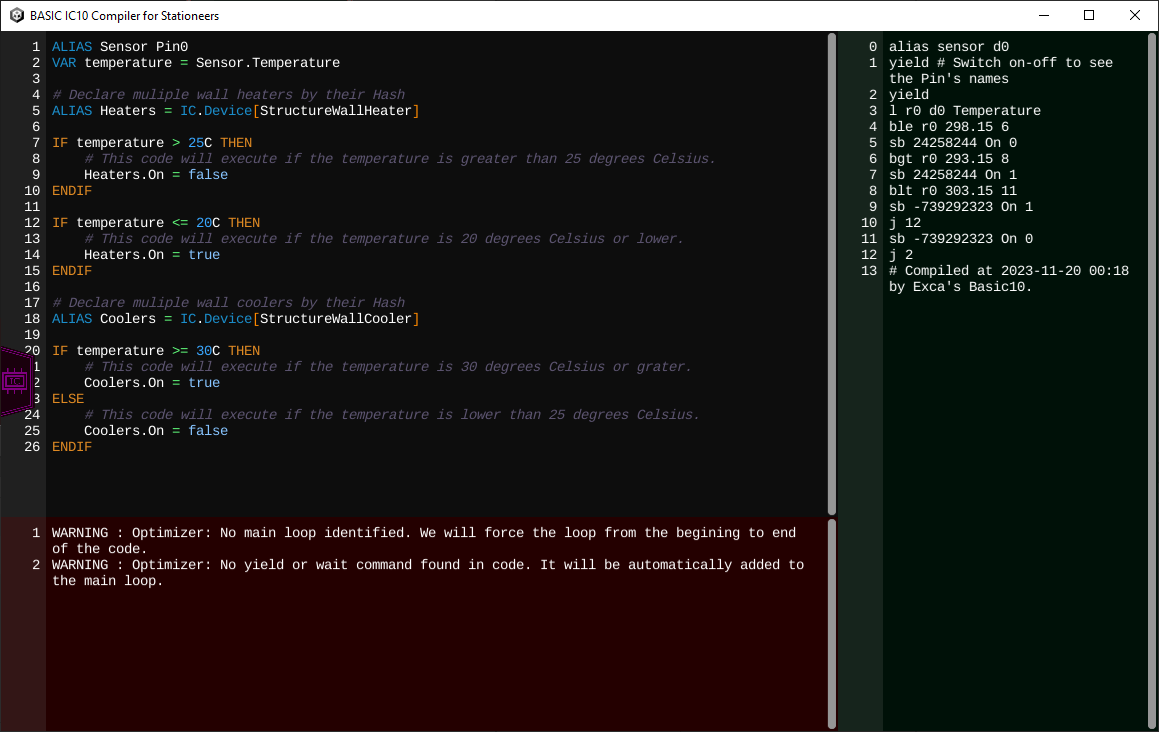 BASIC IC10 Compiler for Stationeers
1 ALIAS Sensor Pin0
2 VAR temperature = Sensor.Temperature
3
4 # Declare muliple wall heaters by their Hash
5 ALIAS Heaters = IC.Device[StructureWallHeater]
6
7 IF temperature > 25C THEN
8     # This code will execute if the temperature is greater than 25 degrees Celsius.
9     Heaters.On = false
10 ENDIF
11
12 IF temperature <= 20C THEN
13     # This code will execute if the temperature is 20 degrees Celsius or lower.
14     Heaters.On = true
15 ENDIF
16
17 # Declare muliple wall coolers by their Hash
18 ALIAS Coolers = IC.Device[StructureWallCooler]
19
20 IF temperature >= 30C THEN
1     # This code will execute if the temperature is 30 degrees Celsius or grater.
2     Coolers.On = true
3 ELSE
24     # This code will execute if the temperature is lower than 25 degrees Celsius.
25     Coolers.On = false
26 ENDIF
1 WARNING : Optimizer: No main loop identified. We will force the loop from the begining to end
of the code.
2 WARNING : Optimizer: No yield or wait command found in code. It will be automatically added to
the main loop.
0 alias sensor d0
1 yield # Switch on-off to see
the Pin's names
2 yield
3 l r0 d0 Temperature
4 ble r0 298.15 6
5 sb 24258244 On 0
6 bgt r0 293.15 8
7 sb 24258244 On 1
8 blt r0 303.15 11
9 sb -739292323 On 1
10 j 12
11 sb -739292323 On 0
12 j 2
13 # Compiled at 2023-11-20 00:18
by Exca's Basic10.